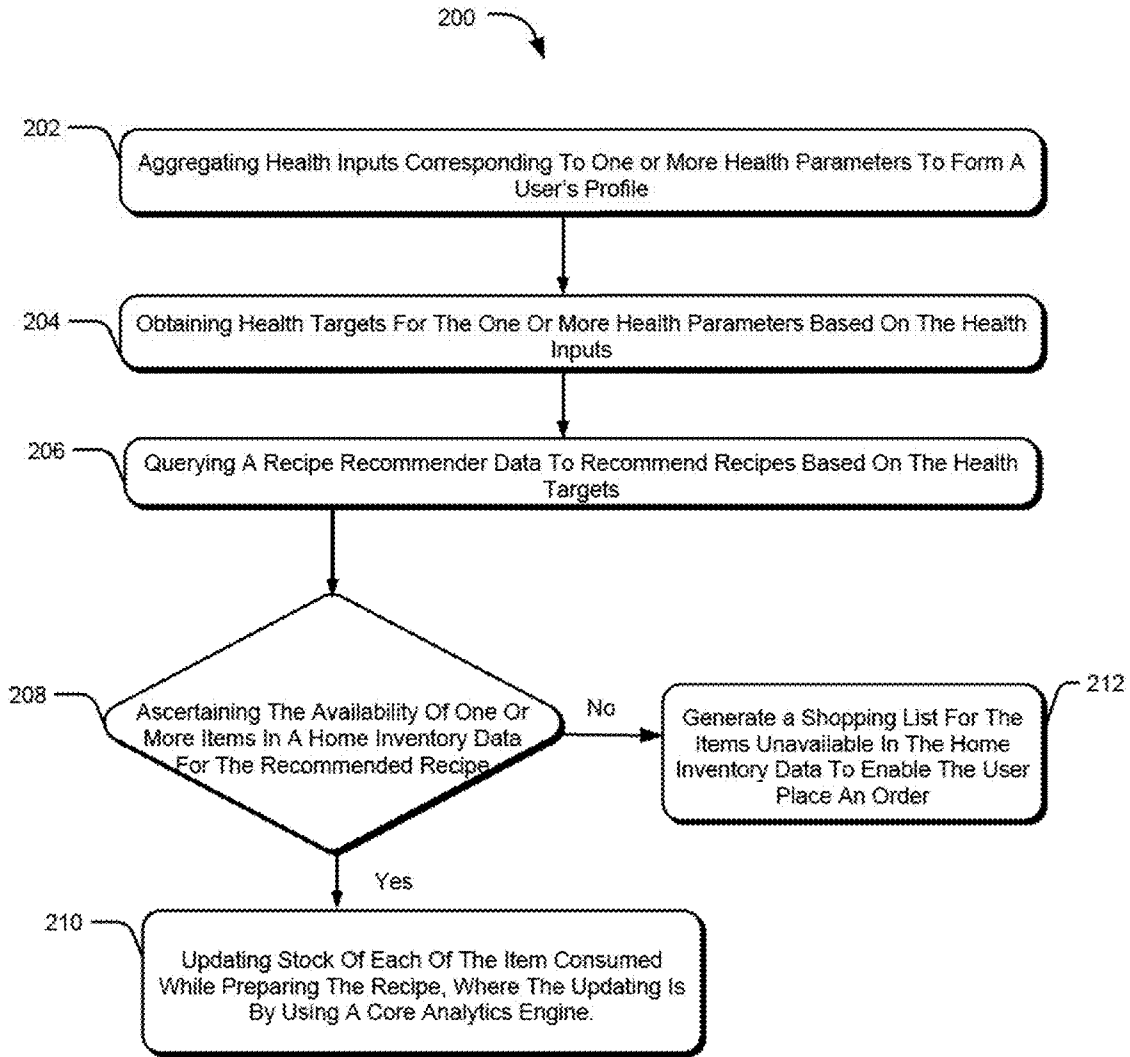 200
202
Aggregating Health Inputs Corresponding To One or More Health Parameters To Form A
User's Profile
204
Obtaining Health Targets For The One Or More Health Parameters Based On The Health
Inputs
206
Querying A Recipe Recommender Data To Recommend Recipes Based On The Health
Targets
208
Ascertaining The Availability Of One Or
More Items In A Home Inventory Data
For The Recommended Recipe
No
212
Generate a Shopping List For The
Items Unavailable In The Home
Inventory Data To Enable The User
Place An Order
Yes
210
Updating Stock Of Each Of The Item Consumed
While Preparing The Recipe, Where The Updating Is
By Using A Core Analytics Engine.